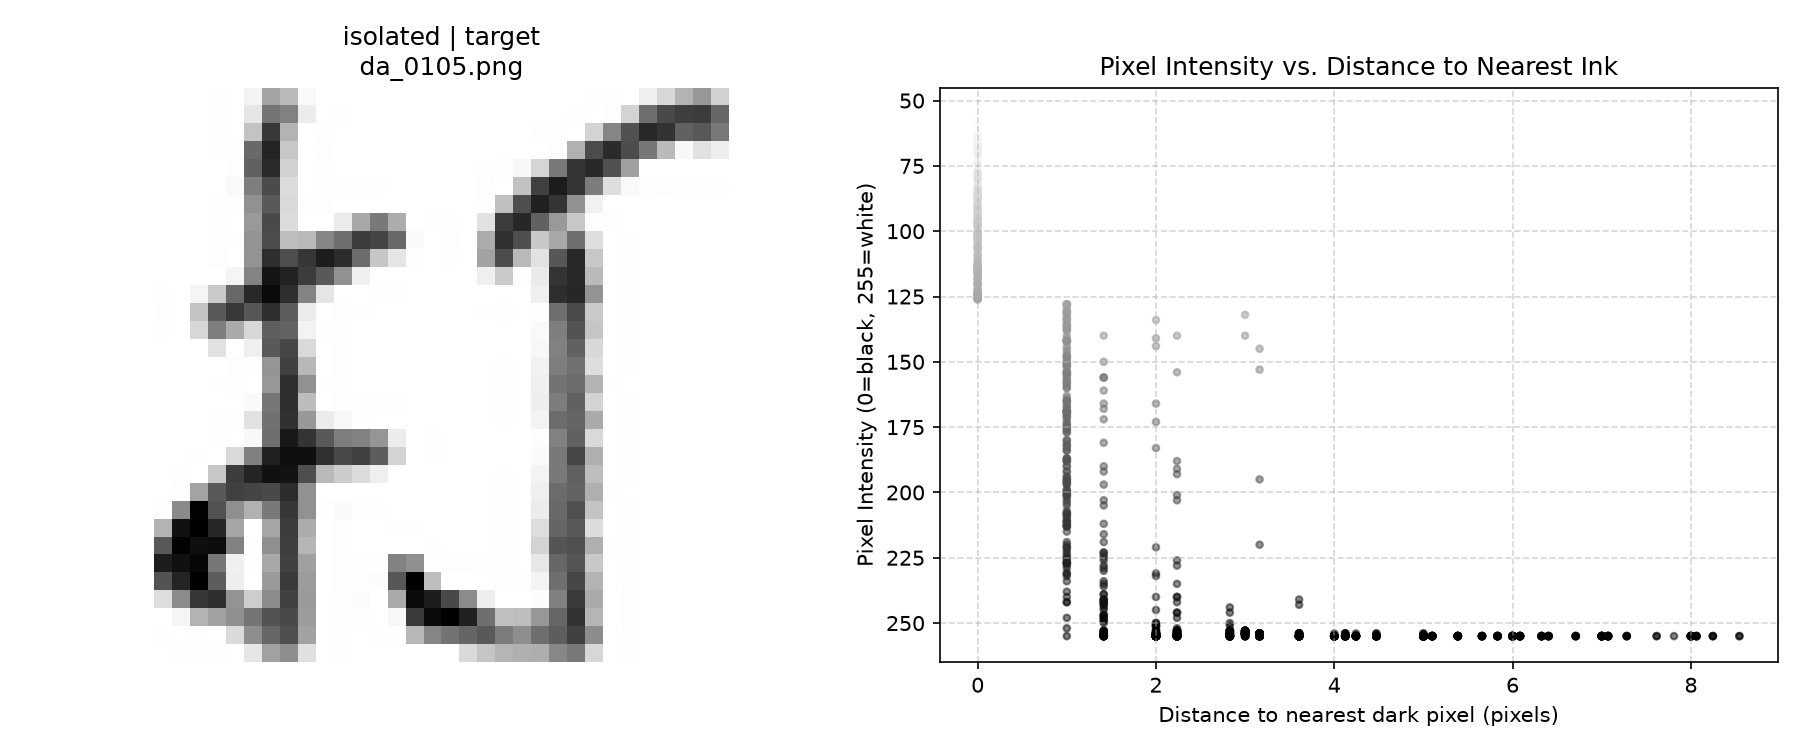 isolated | target
da_0105.png
打
Pixel Intensity vs. Distance to Nearest Ink
Pixel Intensity (0=black, 255=white)
50
75
100
125
150
175
200
225
250
0 2 4 6 8
Distance to nearest dark pixel (pixels)